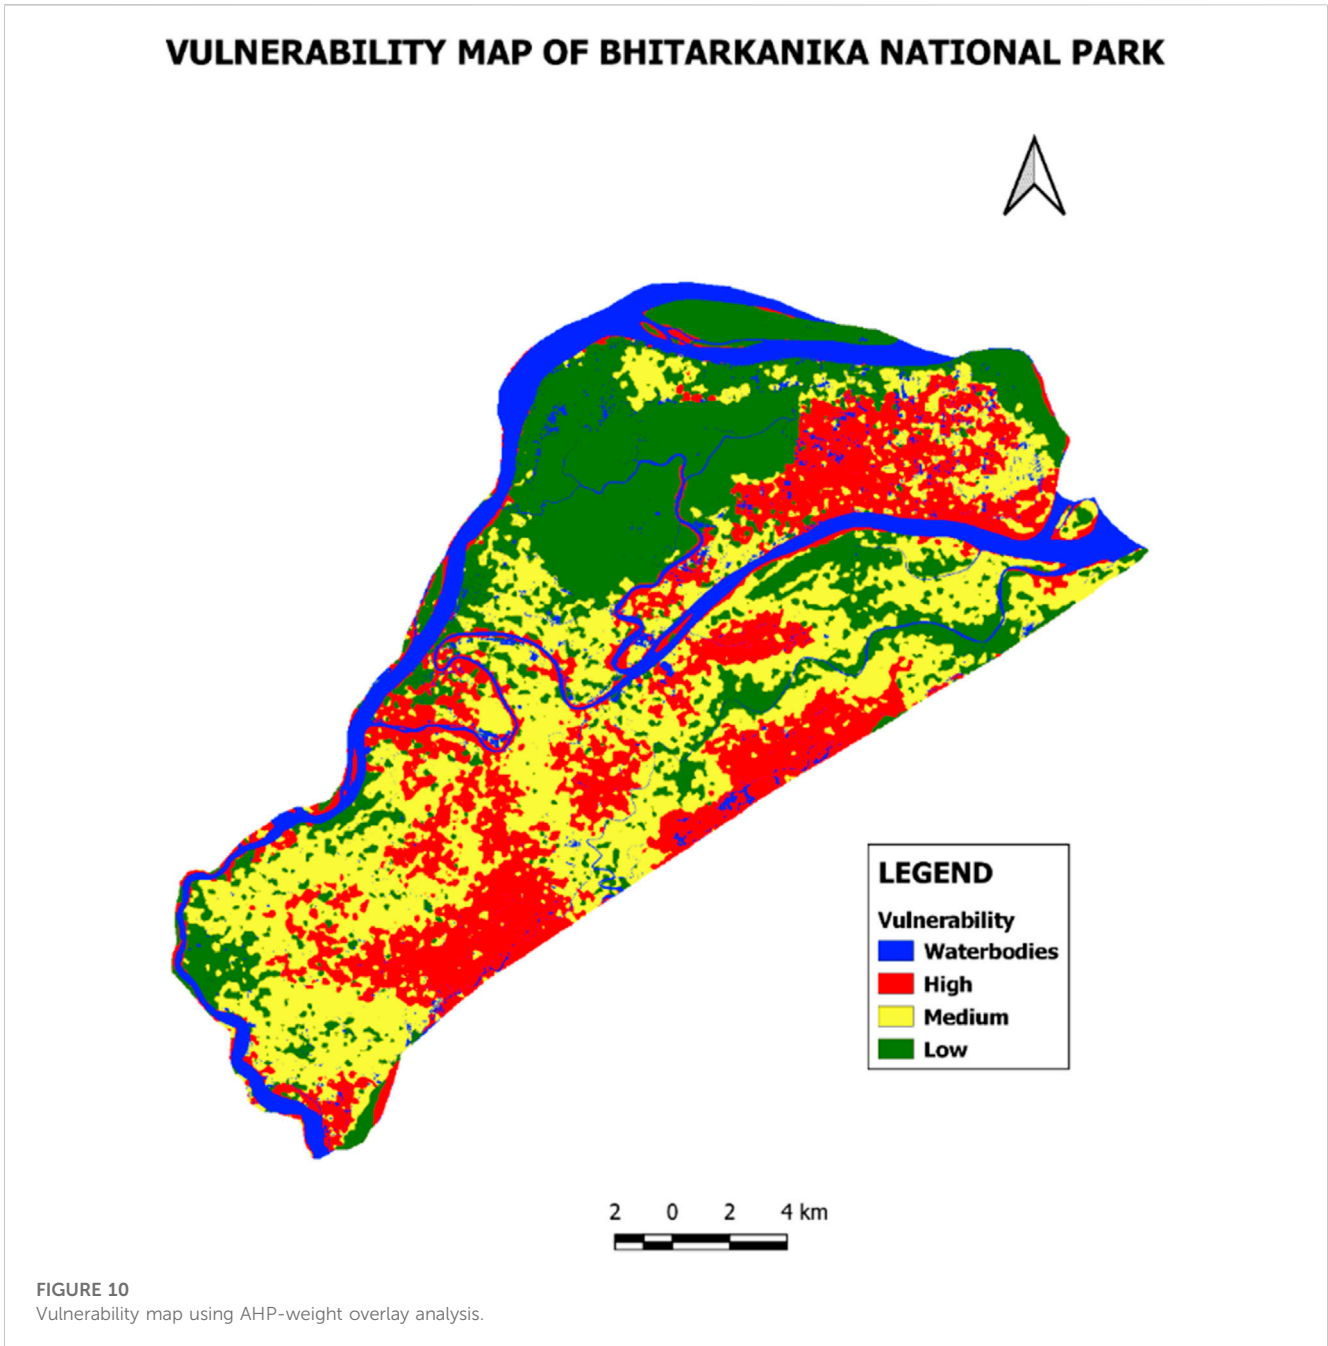 VULNERABILITY MAP OF BHITARKANIKA NATIONAL PARK
LEGEND
Vulnerability
Waterbodies
High
Medium
Low
2 0 2 4 km
FIGURE 10
Vulnerability map using AHP-weight overlay analysis.